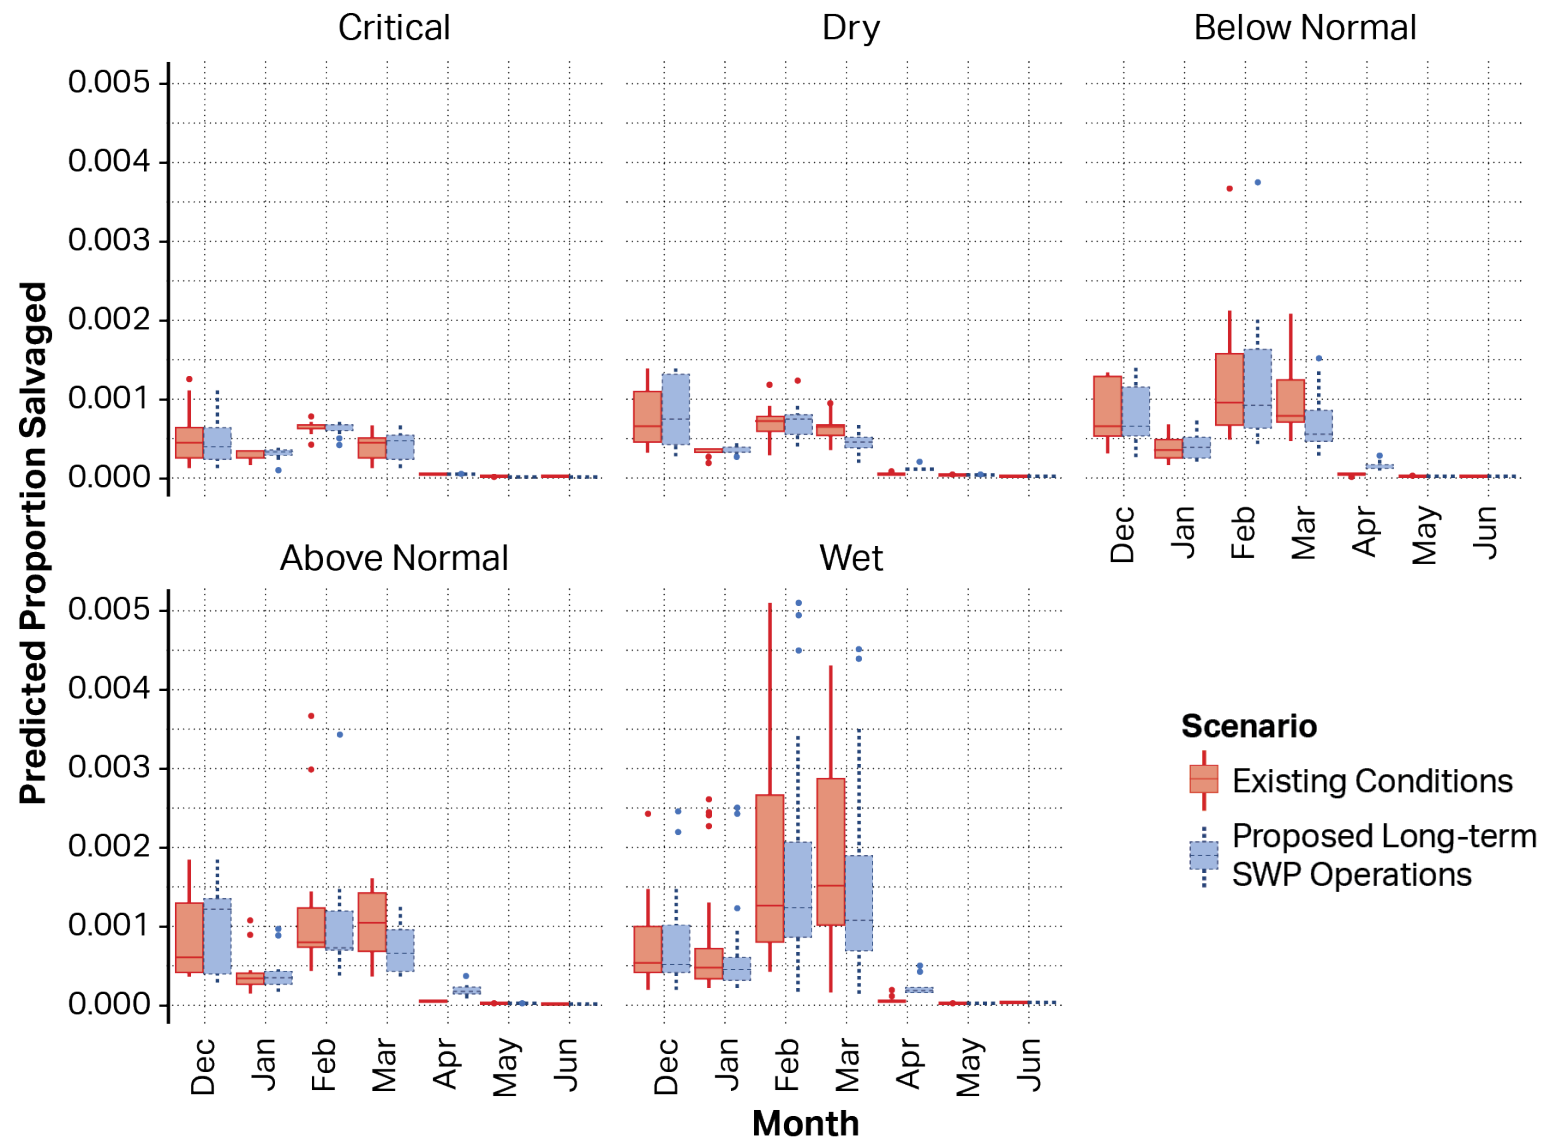 Critical
Dry
Below Normal
0.005
0.004
0.003
0.002
0.001
0.000
Dec
Jan
Feb
Mar
Apr
May
Jun
Predicted Proportion Salvaged
Above Normal
Wet
0.005
0.004
0.003
0.002
0.001
0.000
Scenario
Existing Conditions
Proposed Long-term
SWP Operations
Dec
Jan
Feb
Mar
Apr
May
Jun
Dec
Jan
Feb
Mar
Apr
May
Jun
Month